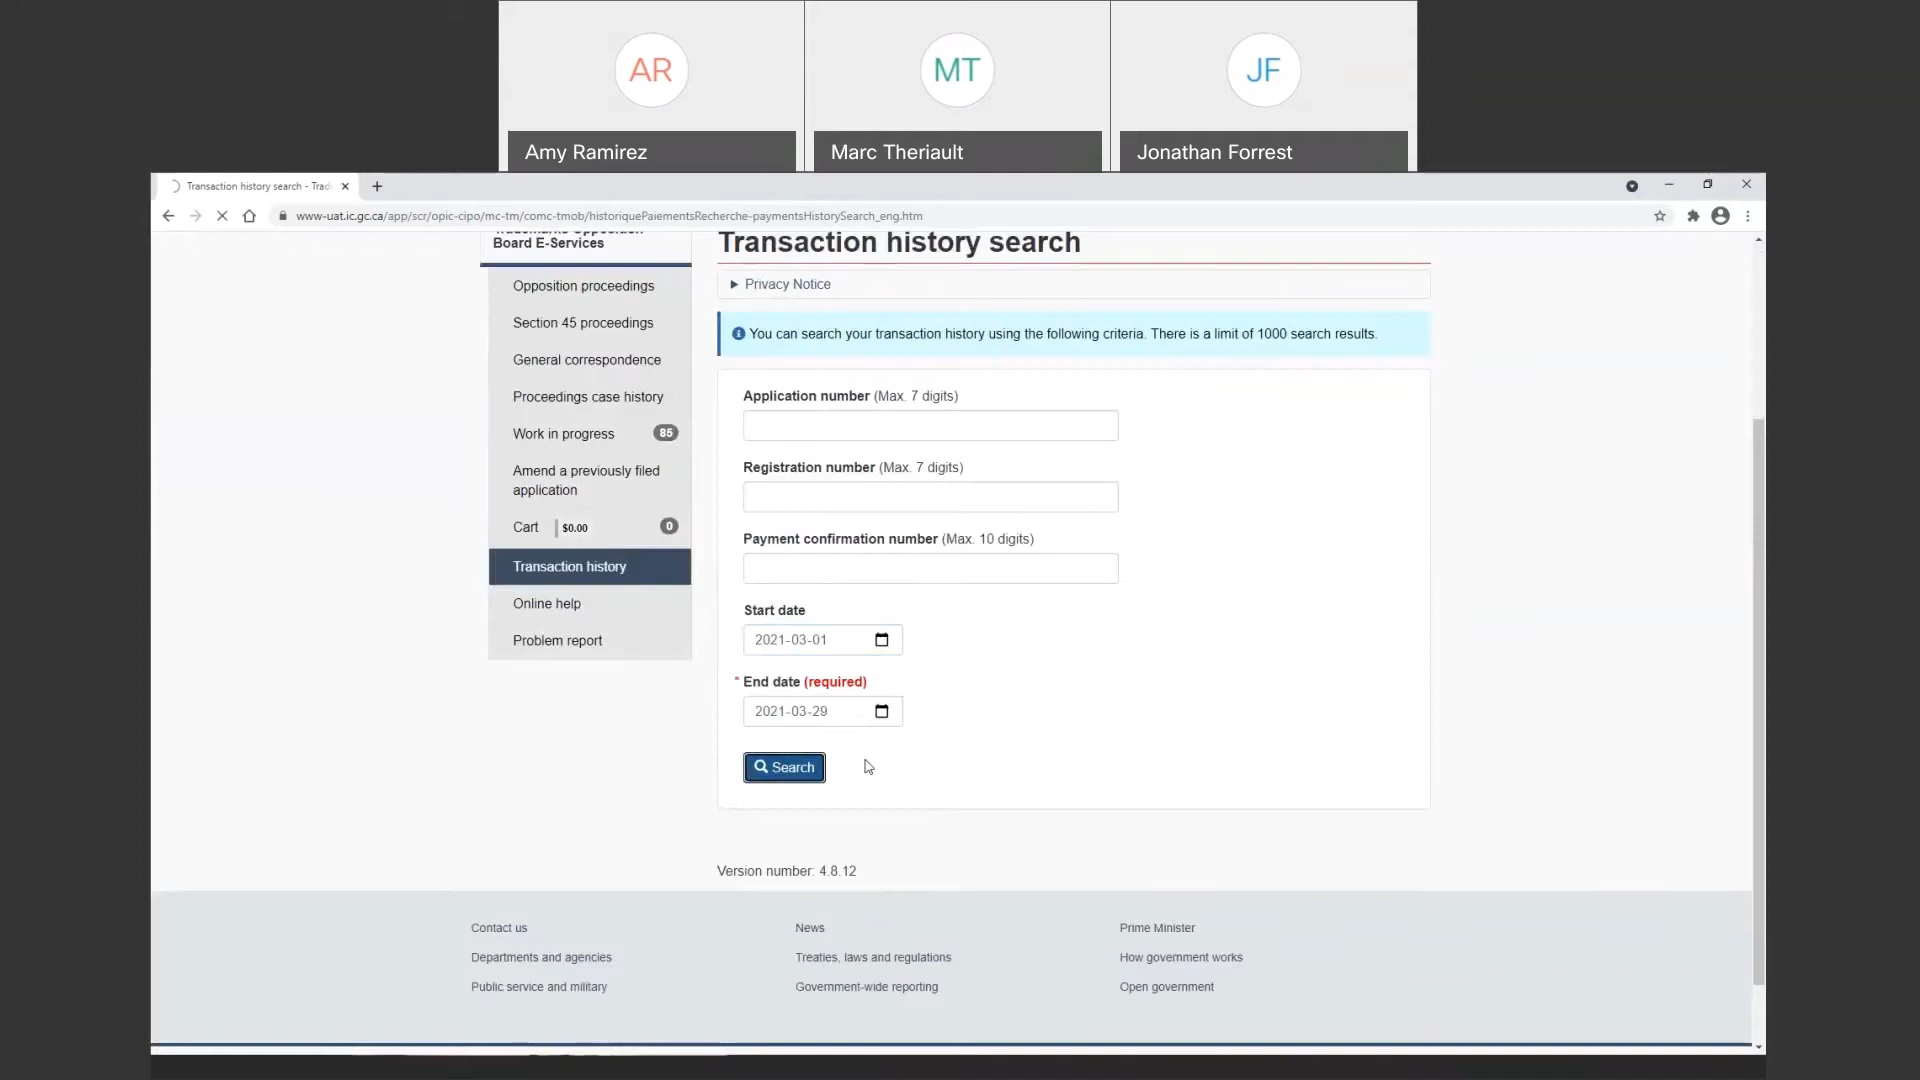 AR
MT
JF
Amy Ramirez
Marc Theriault
Jonathan Forrest
Transaction history search - Trad
www-uat.ic.gc.ca/app/scr/opic-cipo/mc-tm/comc-tmob/historiquePaiementsRecherche-paymentsHistorySearch_eng.htm
Trademarks Opposition
Board E-Services
Opposition proceedings
Section 45 proceedings
General correspondence
Proceedings case history
Work in progress 85
Amend a previously filed
application
Cart $0.00 0
Transaction history
Online help
Problem report
Transaction history search
Privacy Notice
You can search your transaction history using the following criteria. There is a limit of 1000 search results.
Application number (Max. 7 digits)
Registration number (Max. 7 digits)
Payment confirmation number (Max. 10 digits)
Start date
2021-03-01
* End date (required)
2021-03-29
Search
Version number: 4.8.12
Contact us
Departments and agencies
Public service and military
News
Treaties, laws and regulations
Government-wide reporting
Prime Minister
How government works
Open government